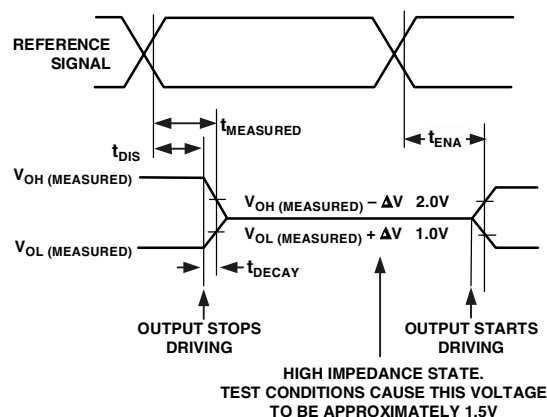 REFERENCE
SIGNAL
tMEASURED
tDIS
tENA
VOH (MEASURED)
VOH (MEASURED) – ΔV 2.0V
VOL (MEASURED)
VOL (MEASURED) + ΔV 1.0V
tDECAY
OUTPUT STOPS
DRIVING
OUTPUT STARTS
DRIVING
HIGH IMPEDANCE STATE.
TEST CONDITIONS CAUSE THIS VOLTAGE
TO BE APPROXIMATELY 1.5V